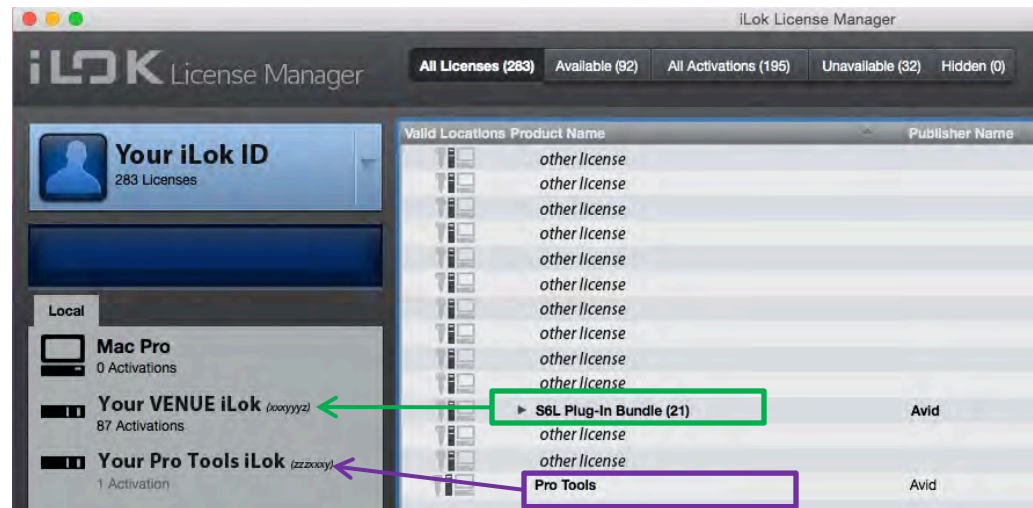 iLok License Manager
iLOK License Manager
All Licenses (283) Available (92) All Activations (195) Unavailable (32) Hidden (0)
Your iLok ID
283 Licenses
Valid Locations Product Name Publisher Name
other license
other license
other license
other license
other license
other license
other license
other license
other license
other license
S6L Plug-In Bundle (21) Avid
other license
other license
Pro Tools Avid
Local
Mac Pro
0 Activations
Your VENUE iLok (xxxyyyz)
87 Activations
Your Pro Tools iLok (zzzxxxy)
1 Activation